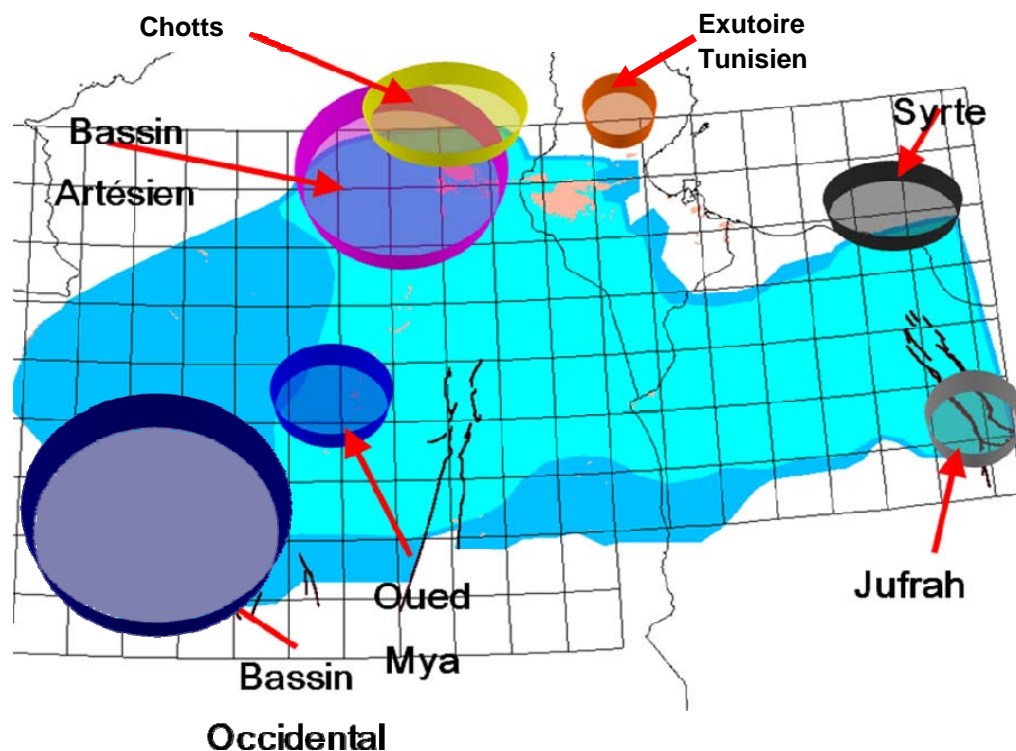 Chotts
Exutoire
Tunisien
Syrte
Bassin
Artésien
Jufrah
Oued
Mya
Bassin
Occidental